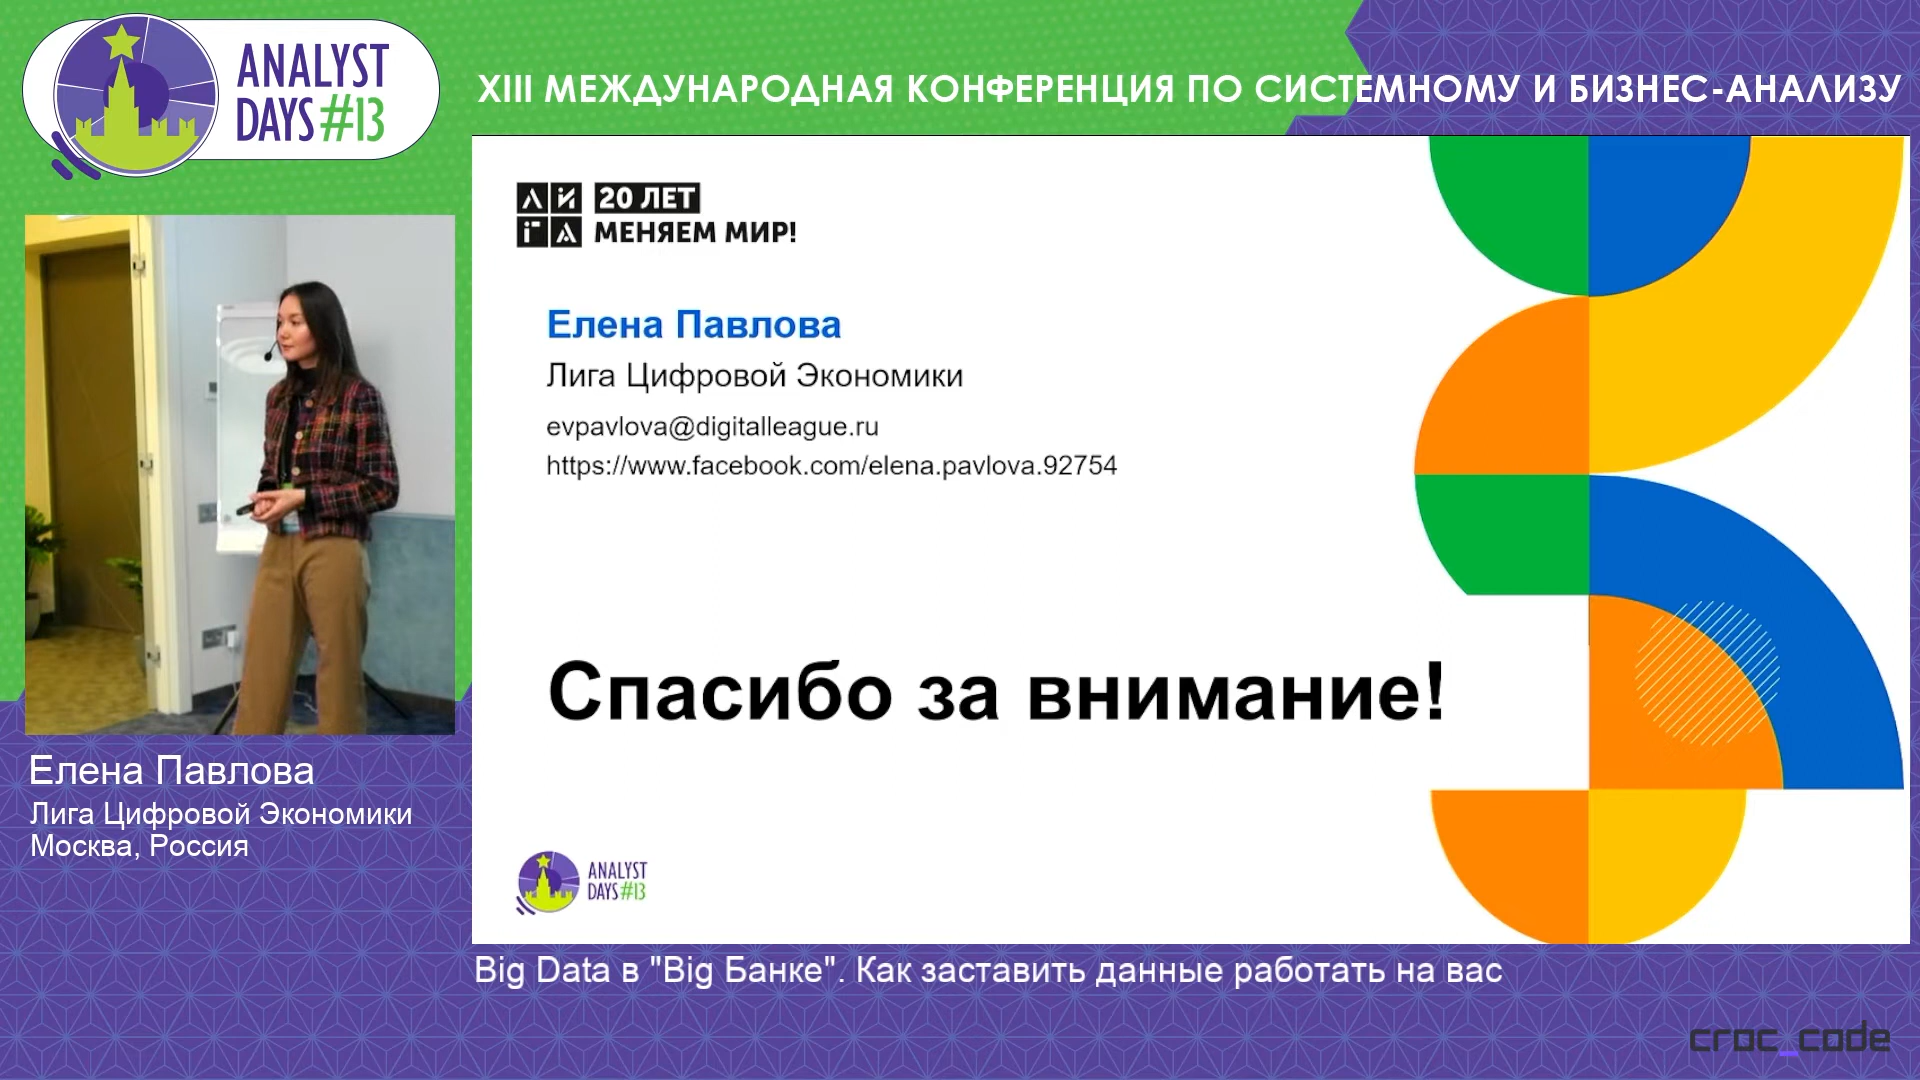 ANALYST
DAYS #13
XIII МЕЖДУНАРОДНАЯ КОНФЕРЕНЦИЯ ПО СИСТЕМНОМУ И БИЗНЕС-АНАЛИЗУ
ЛИГА
20 ЛЕТ
МЕНЯЕМ МИР!
Елена Павлова
Лига Цифровой Экономики
evpavlova@digitalleague.ru
https://www.facebook.com/elena.pavlova.92754
Спасибо за внимание!
ANALYST
DAYS #13
Елена Павлова
Лига Цифровой Экономики
Москва, Россия
Big Data в "Big Банке". Как заставить данные работать на вас
croc_code